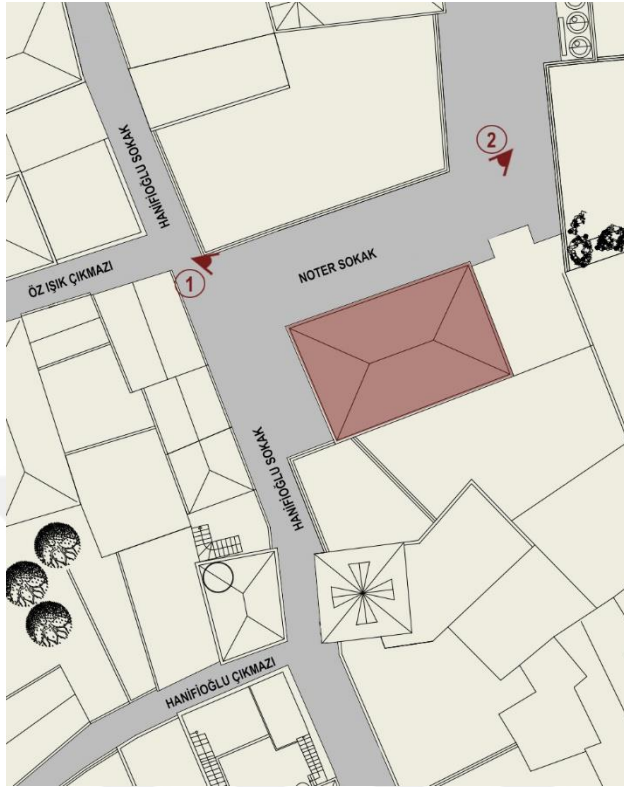 HANİFİOĞLU SOKAK
2
ÖZ IŞIK ÇIKMAZI
1
NOTER SOKAK
HANİFİOĞLU SOKAK
HANİFİOĞLU ÇIKMAZI